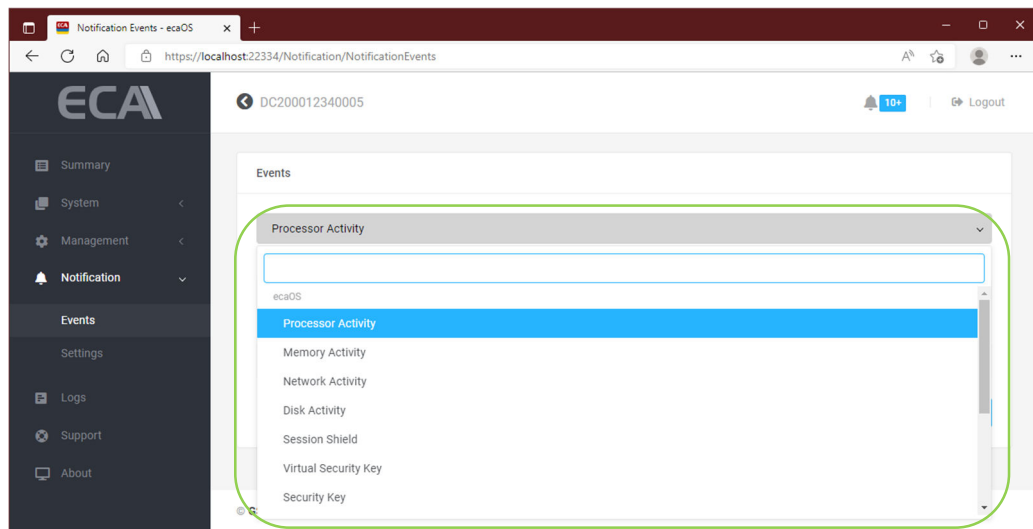 Notification Events - ecaOS
https://localhost:22334/Notification/NotificationEvents
ECA
DC200012340005
10+
Logout
Summary
System
Management
Notification
Events
Settings
Logs
Support
About
Events
Processor Activity
ecaOS
Processor Activity
Memory Activity
Network Activity
Disk Activity
Session Shield
Virtual Security Key
Security Key